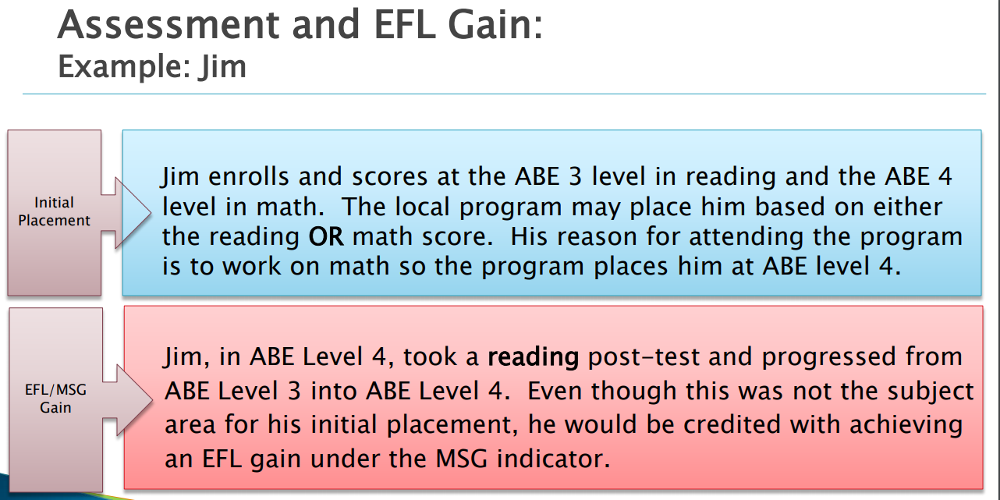 Assessment and EFL Gain:
Example: Jim
Initial
Placement
Jim enrolls and scores at the ABE 3 level in reading and the ABE 4
level in math.  The local program may place him based on either
the reading OR math score.  His reason for attending the program
is to work on math so the program places him at ABE level 4.
EFL/MSG
Gain
Jim, in ABE Level 4, took a reading post-test and progressed from
ABE Level 3 into ABE Level 4.  Even though this was not the subject
area for his initial placement, he would be credited with achieving
an EFL gain under the MSG indicator.